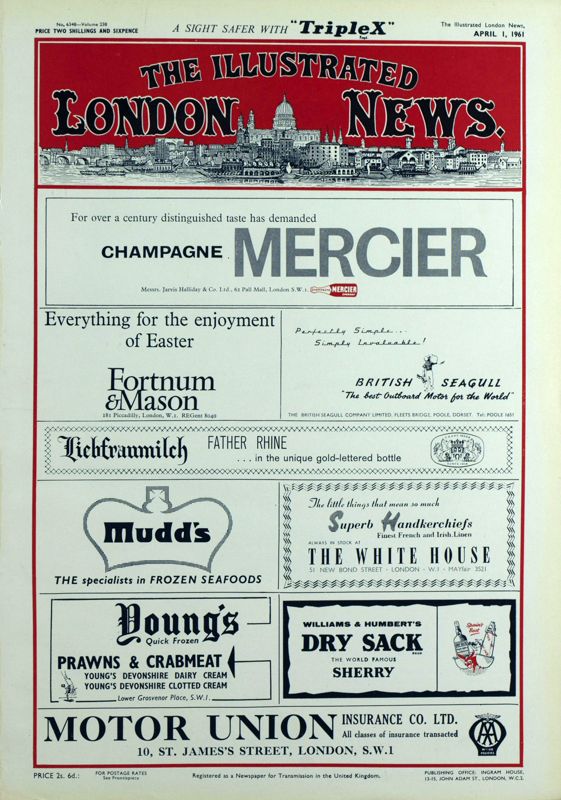 No. 6348—Volume 238
PRICE TWO SHILLINGS AND SIXPENCE
A SIGHT SAFER WITH "TripleX"
Regd.
The Illustrated London News,
APRIL 1, 1961
THE ILLUSTRATED
LONDON NEWS.
For over a century distinguished taste has demanded
CHAMPAGNE MERCIER
Messrs. Jarvis Halliday & Co. Ltd., 62 Pall Mall, London S.W.1.
MERCIER
Everything for the enjoyment
of Easter
Fortnum
& Mason
181 Piccadilly, London, W.1. REGent 8040
Perfectly Simple...
Simply Invaluable!
BRITISH SEAGULL
"The best Outboard Motor for the World"
THE BRITISH SEAGULL COMPANY LIMITED, FLEETS BRIDGE, POOLE, DORSET. Tel: POOLE 1651
Liebfraumilch FATHER RHINE
... in the unique gold-lettered bottle
Mudd's
THE specialists in FROZEN SEAFOODS
The little things that mean so much
Superb Handkerchiefs
Finest French and Irish Linen
ALWAYS IN STOCK AT
THE WHITE HOUSE
51 NEW BOND STREET - LONDON - W.1 - MAYfair 3521
Young's
Quick Frozen
PRAWNS & CRABMEAT
YOUNG'S DEVONSHIRE DAIRY CREAM
YOUNG'S DEVONSHIRE CLOTTED CREAM
Lower Grosvenor Place, S.W.1.
WILLIAMS & HUMBERT'S
DRY SACK
THE WORLD FAMOUS
SHERRY
Spain's
Best
MOTOR UNION INSURANCE CO. LTD.
All classes of insurance transacted
10, ST. JAMES'S STREET, LONDON, S.W.1
PRICE 2s. 6d.:
FOR POSTAGE RATES
See Frontispiece
Registered as a Newspaper for Transmission in the United Kingdom.
PUBLISHING OFFICE: INGRAM HOUSE,
13-15, JOHN ADAM ST., LONDON, W.C.2.